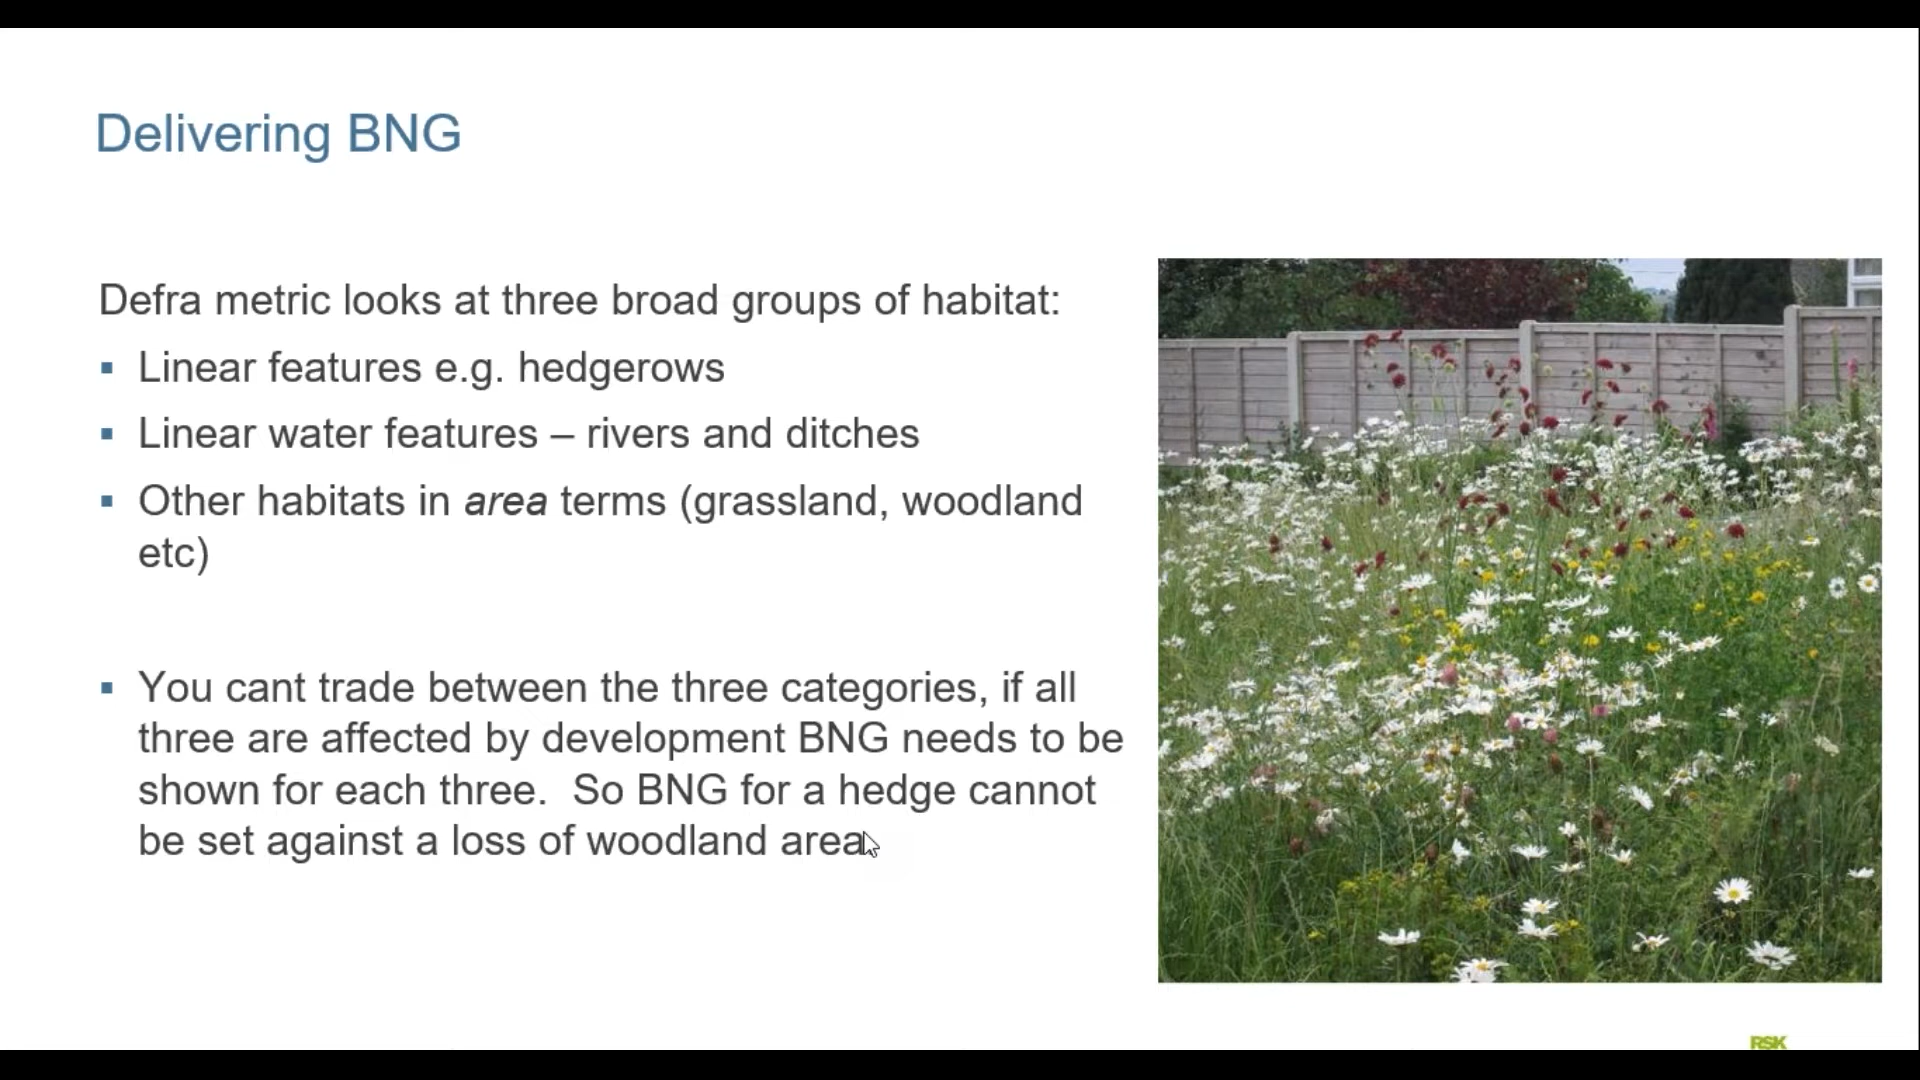 Delivering BNG
Defra metric looks at three broad groups of habitat:
▪ Linear features e.g. hedgerows
▪ Linear water features – rivers and ditches
▪ Other habitats in area terms (grassland, woodland
etc)
▪ You cant trade between the three categories, if all
three are affected by development BNG needs to be
shown for each three.  So BNG for a hedge cannot
be set against a loss of woodland area
RSK